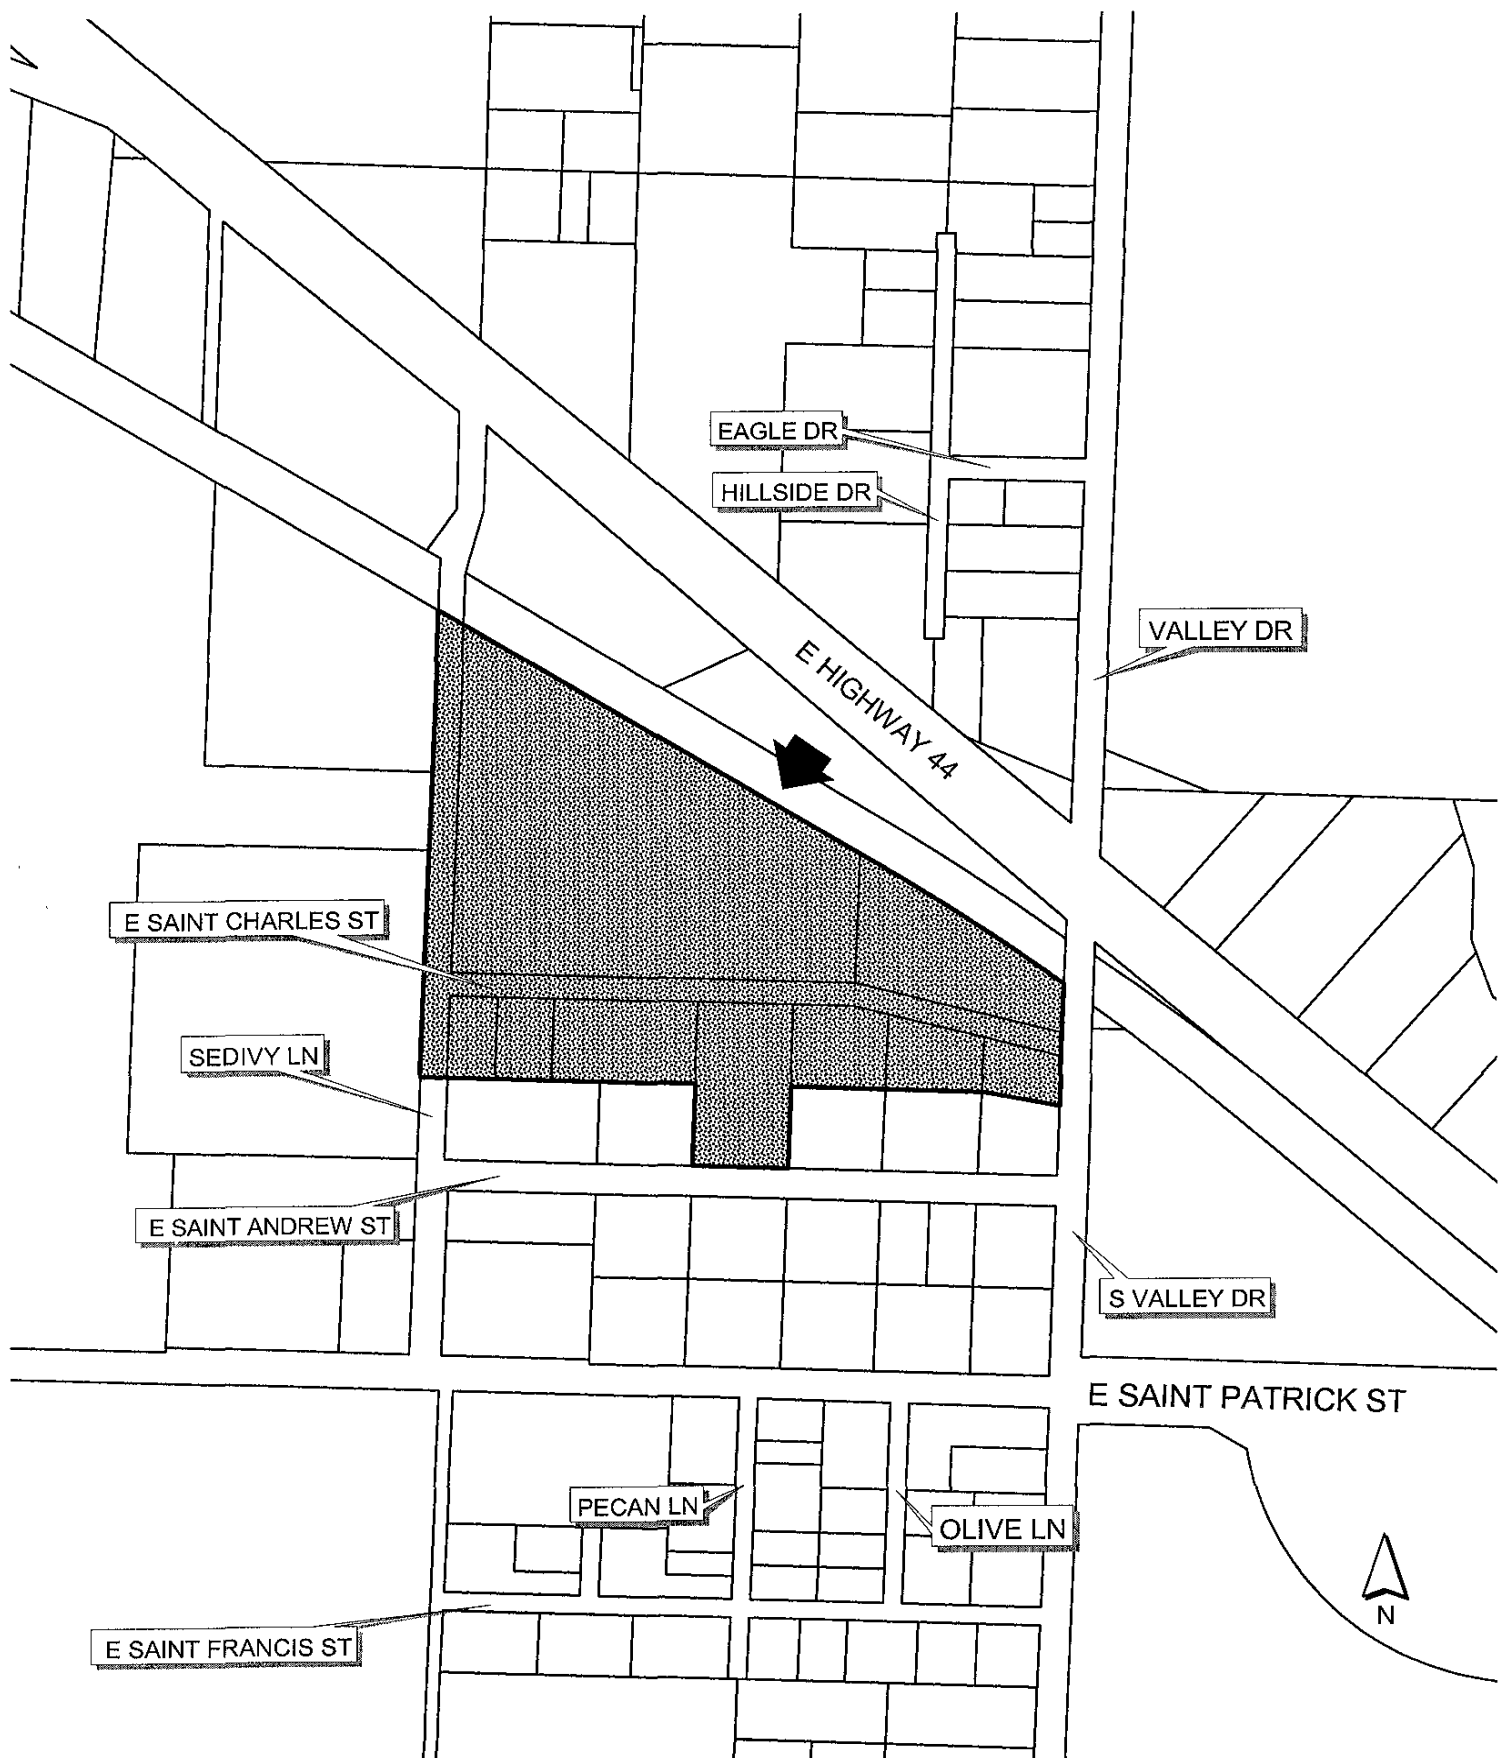 EAGLE DR
HILLSIDE DR
VALLEY DR
E HIGHWAY 44
E SAINT CHARLES ST
SEDIVY LN
E SAINT ANDREW ST
S VALLEY DR
E SAINT PATRICK ST
PECAN LN
OLIVE LN
N
E SAINT FRANCIS ST